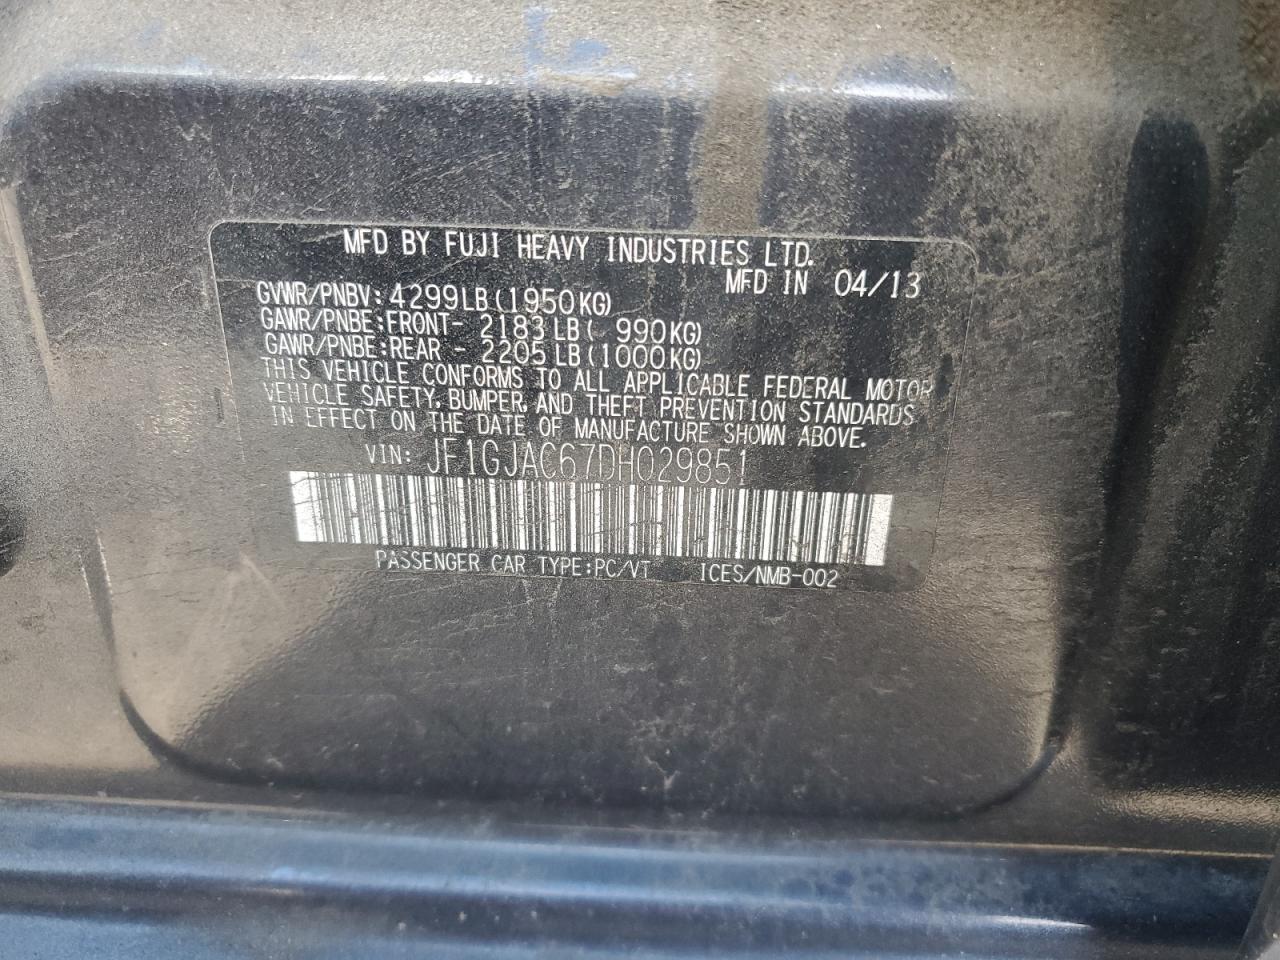 MFD BY FUJI HEAVY INDUSTRIES LTD.
MFD IN 04/13
GVWR/PNBV: 4299LB(1950KG)
GAWR/PNBE:FRONT- 2183LB( 990KG)
GAWR/PNBE:REAR - 2205LB(1000KG)
THIS VEHICLE CONFORMS TO ALL APPLICABLE FEDERAL MOTOR
VEHICLE SAFETY, BUMPER, AND THEFT PREVENTION STANDARDS
IN EFFECT ON THE DATE OF MANUFACTURE SHOWN ABOVE.
VIN: JF1GJAC67DH029851
PASSENGER CAR TYPE:PC/VT ICES/NMB-002